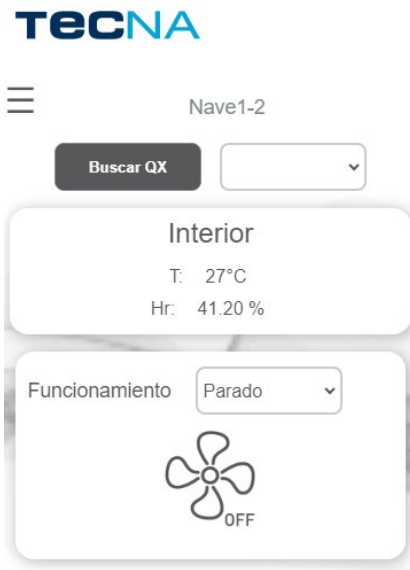 TecNA
Nave1-2
Buscar QX
Interior
T: 27°C
Hr: 41.20 %
Funcionamiento Parado
OFF